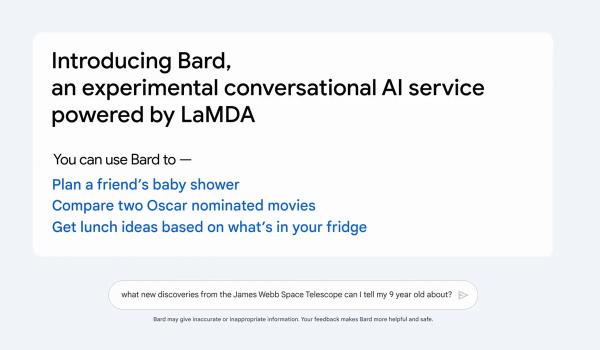 Introducing Bard,
an experimental conversational AI service
powered by LaMDA
You can use Bard to —
Plan a friend's baby shower
Compare two Oscar nominated movies
Get lunch ideas based on what's in your fridge
what new discoveries from the James Webb Space Telescope can I tell my 9 year old about?
Bard may give inaccurate or inappropriate information. Your feedback makes Bard more helpful and safe.